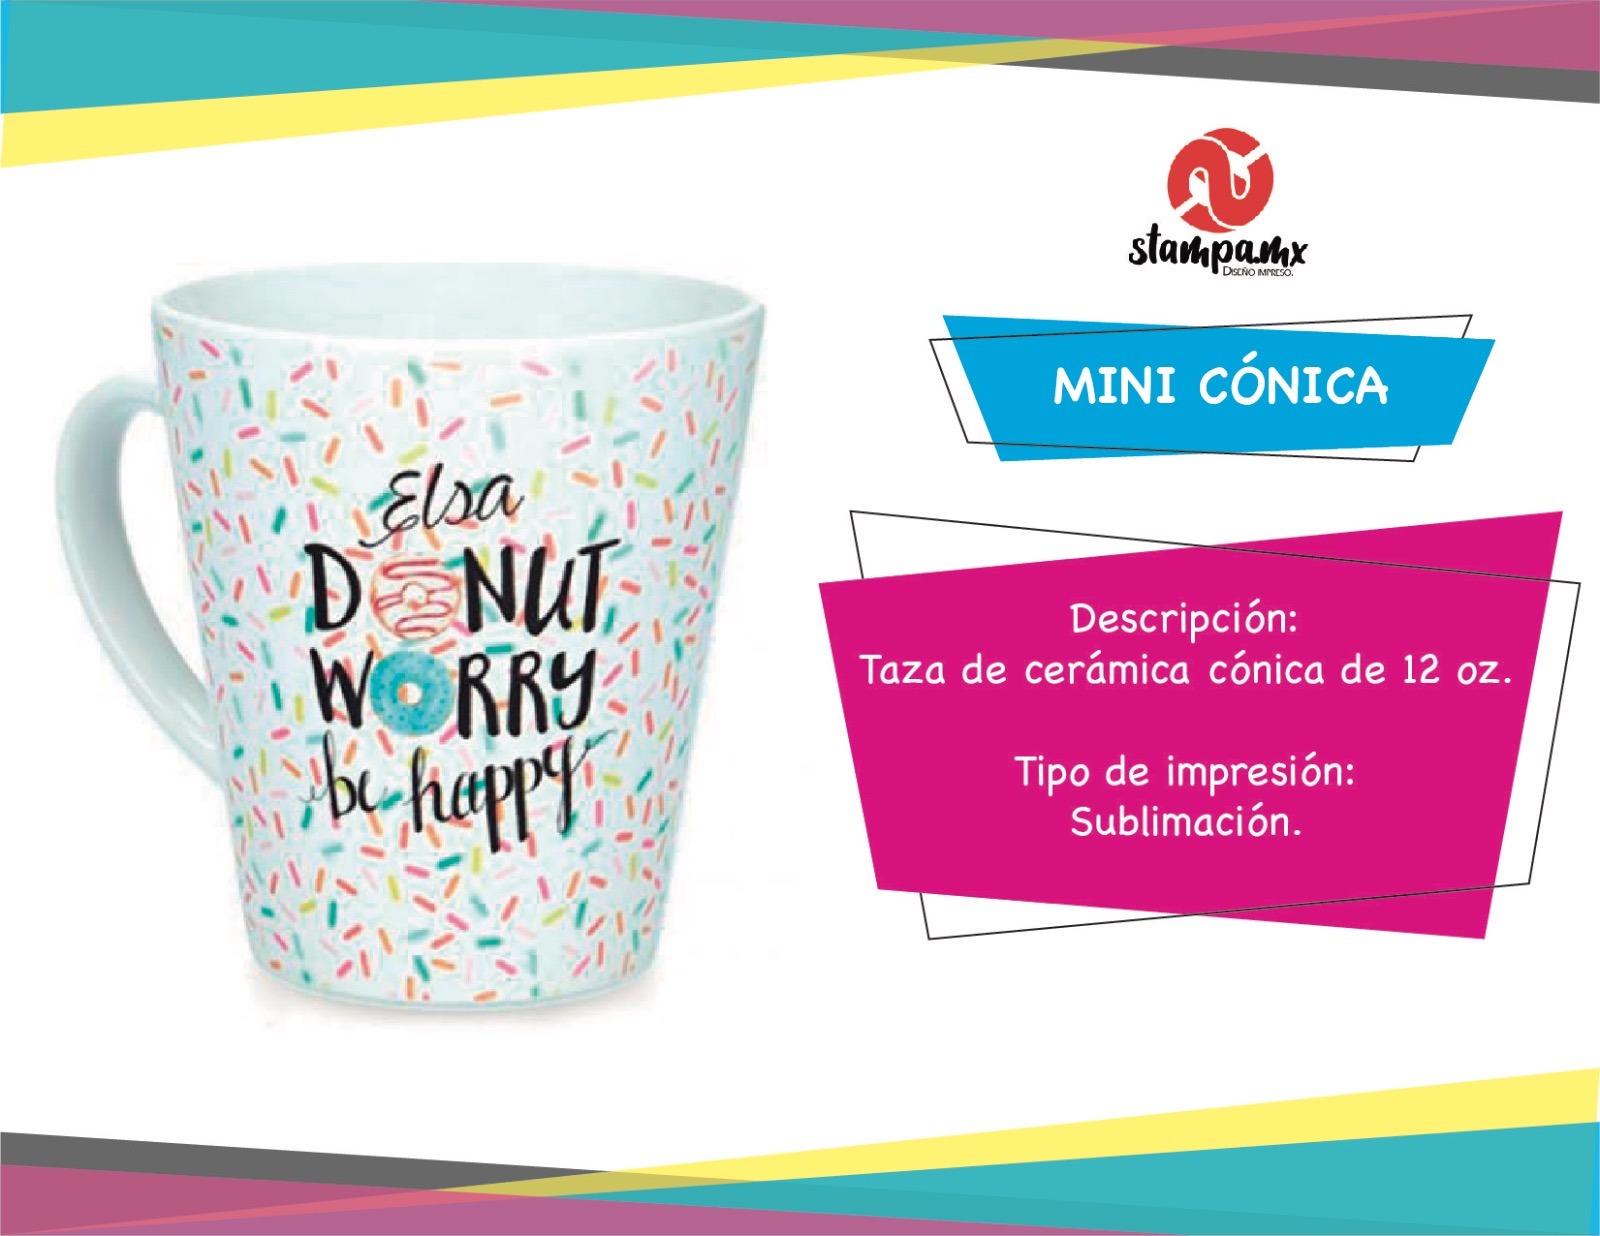 stampa.mx
DISEÑO IMPRESO.
MINI CÓNICA
Elsa
DONUT
WORRY
be happy
Descripción:
Taza de cerámica cónica de 12 oz.
Tipo de impresión:
Sublimación.